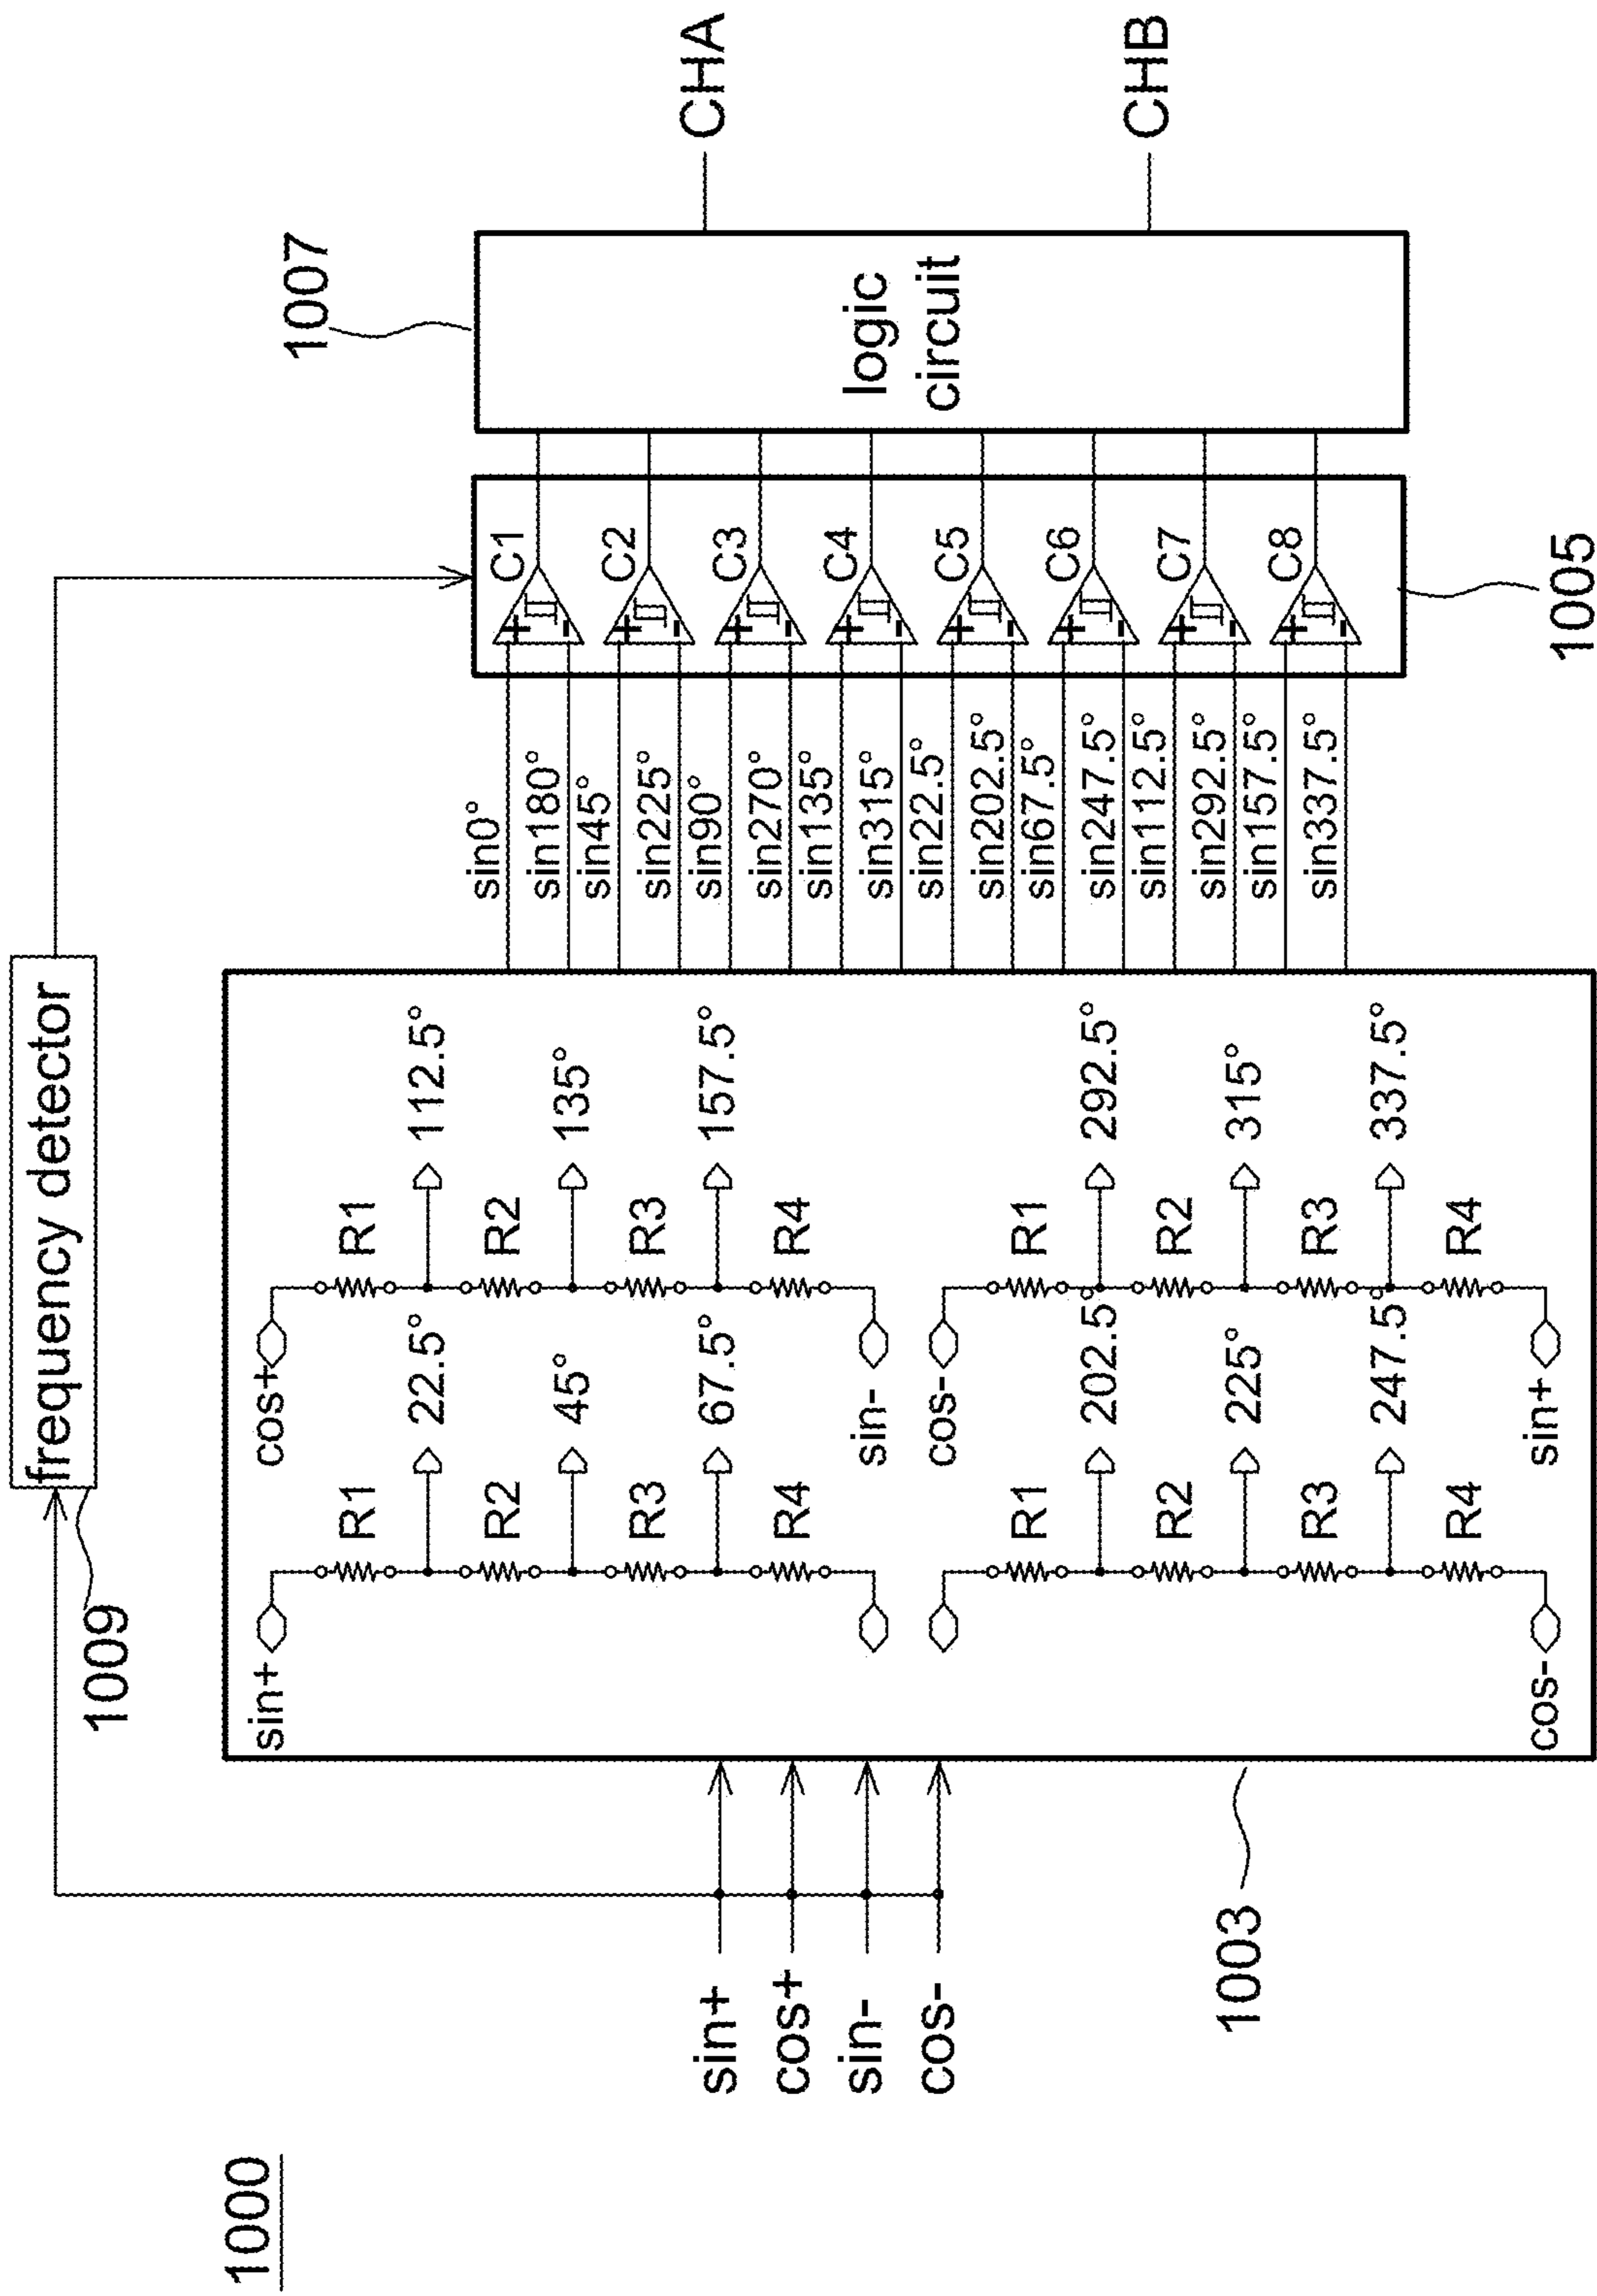 1000
frequency detector
1009
sin+
cos+
sin-
cos-
1003
sin+
R1
22.5°
R2
45°
R3
67.5°
R4
cos+
R1
112.5°
R2
135°
R3
157.5°
R4
sin-
cos-
R1
202.5°
R2
225°
R3
247.5°
R4
cos-
R1
292.5°
R2
315°
R3
337.5°
R4
sin+
sin0°
sin180°
sin45°
sin225°
sin90°
sin270°
sin135°
sin315°
sin22.5°
sin202.5°
sin67.5°
sin247.5°
sin112.5°
sin292.5°
sin157.5°
sin337.5°
+
-
C1
+
-
C2
+
-
C3
+
-
C4
+
-
C5
+
-
C6
+
-
C7
+
-
C8
1005
1007
logic
circuit
CHA
CHB